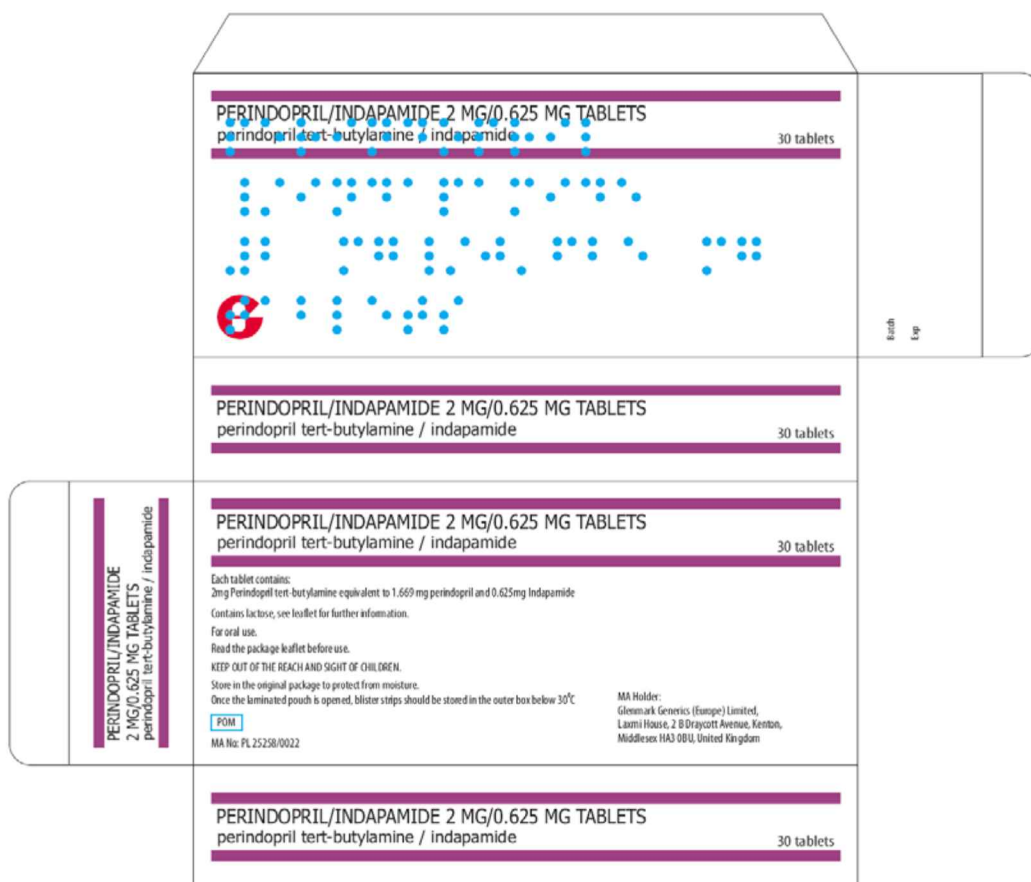 PERINDOPRIL/INDAPAMIDE 2 MG/0.625 MG TABLETS
perindopril tert-butylamine / indapamide
30 tablets
Batch
Exp
PERINDOPRIL/INDAPAMIDE 2 MG/0.625 MG TABLETS
perindopril tert-butylamine / indapamide
30 tablets
PERINDOPRIL/INDAPAMIDE
2 MG/0.625 MG TABLETS
perindopril tert-butylamine / indapamide
PERINDOPRIL/INDAPAMIDE 2 MG/0.625 MG TABLETS
perindopril tert-butylamine / indapamide
30 tablets
Each tablet contains:
2mg Perindopril tert-butylamine equivalent to 1.669 mg perindopril and 0.625mg Indapamide
Contains lactose, see leaflet for further information.
For oral use.
Read the package leaflet before use.
KEEP OUT OF THE REACH AND SIGHT OF CHILDREN.
Store in the original package to protect from moisture.
Once the laminated pouch is opened, blister strips should be stored in the outer box below 30°C
POM
MA No: PL 25258/0022
MA Holder:
Glenmark Generics (Europe) Limited,
Laxmi House, 2 B Draycott Avenue, Kenton,
Middlesex HA3 0BU, United Kingdom
PERINDOPRIL/INDAPAMIDE 2 MG/0.625 MG TABLETS
perindopril tert-butylamine / indapamide
30 tablets